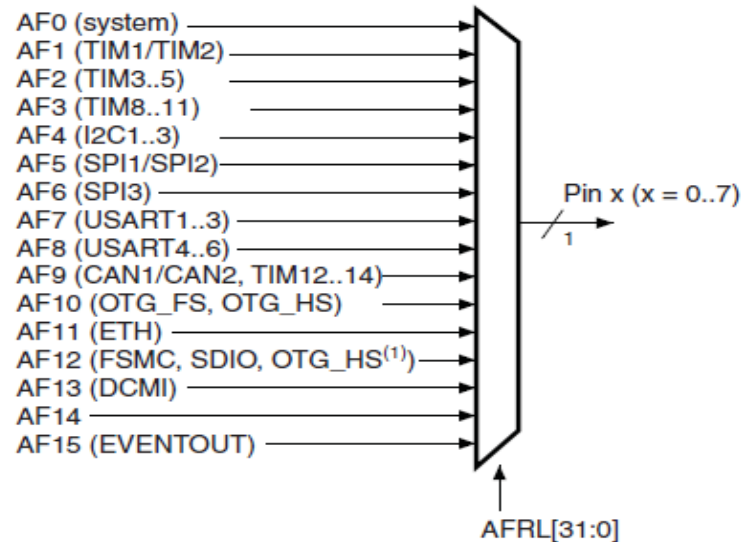 AF0 (system)
AF1 (TIM1/TIM2)
AF2 (TIM3..5)
AF3 (TIM8..11)
AF4 (I2C1..3)
AF5 (SPI1/SPI2)
AF6 (SPI3)
AF7 (USART1..3)
AF8 (USART4..6)
AF9 (CAN1/CAN2, TIM12..14)
AF10 (OTG_FS, OTG_HS)
AF11 (ETH)
AF12 (FSMC, SDIO, OTG_HS(1))
AF13 (DCMI)
AF14
AF15 (EVENTOUT)
Pin x (x = 0..7)
1
AFRL[31:0]